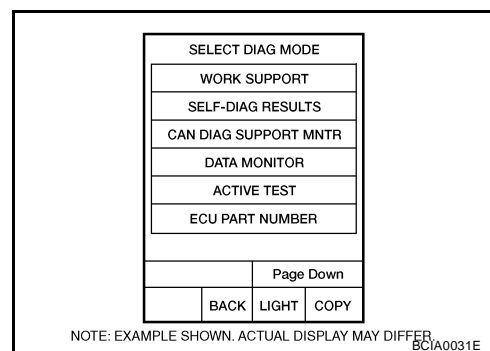 SELECT DIAG MODE
WORK SUPPORT
SELF-DIAG RESULTS
CAN DIAG SUPPORT MNTR
DATA MONITOR
ACTIVE TEST
ECU PART NUMBER
Page Down
BACK LIGHT COPY
NOTE: EXAMPLE SHOWN. ACTUAL DISPLAY MAY DIFFER.
BCIA0031E